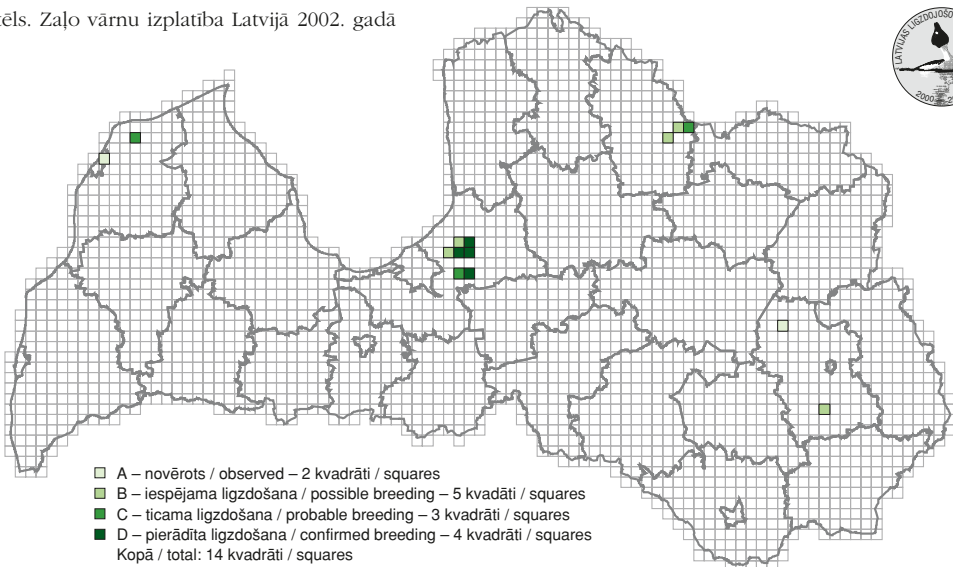 tēls. Zaļo vārnu izplatība Latvijā 2002. gadā
LATVIJAS LIGZDOJOŠO
2000
A – novērots / observed – 2 kvadrāti / squares
B – iespējama ligzdošana / possible breeding – 5 kvadāti / squares
C – ticama ligzdošana / probable breeding – 3 kvadrāti / squares
D – pierādīta ligzdošana / confirmed breeding – 4 kvadrāti / squares
Kopā / total: 14 kvadrāti / squares